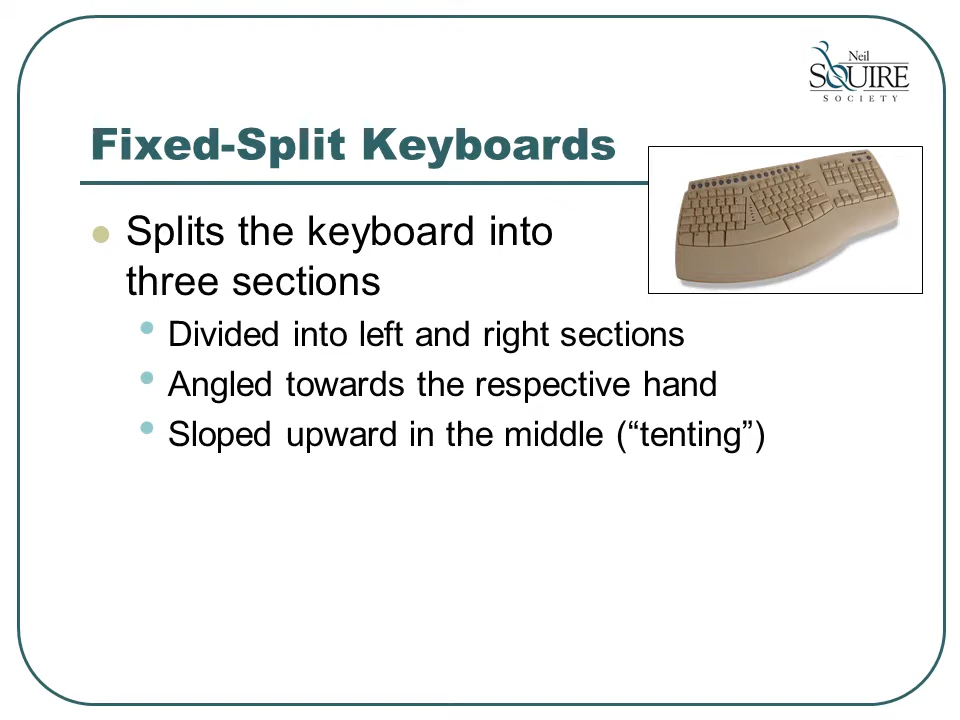 Neil
SQUIRE
SOCIETY
Fixed-Split Keyboards
Splits the keyboard into
three sections
Divided into left and right sections
Angled towards the respective hand
Sloped upward in the middle (“tenting”)